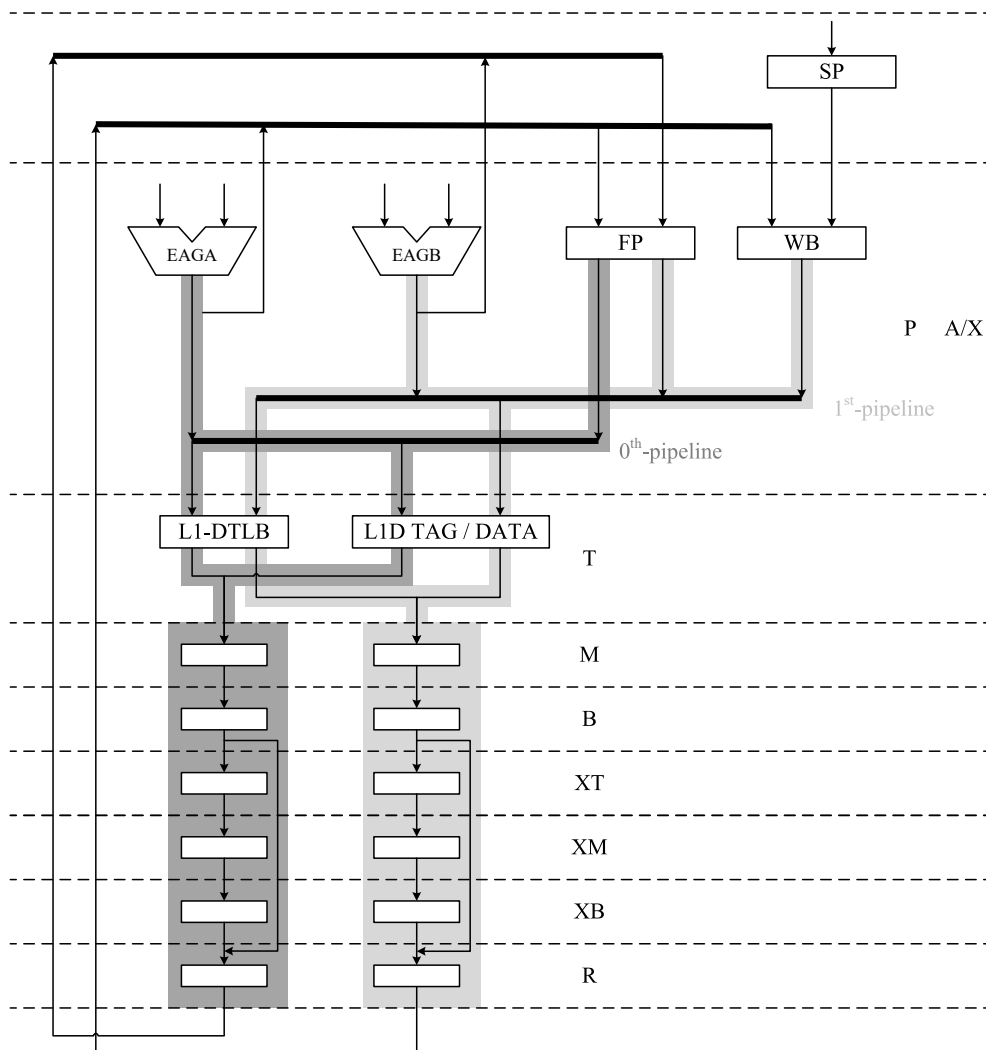 SP
EAGA
EAGB
FP
WB
P A/X
1st-pipeline
0th-pipeline
L1-DTLB
L1D TAG / DATA
T
M
B
XT
XM
XB
R